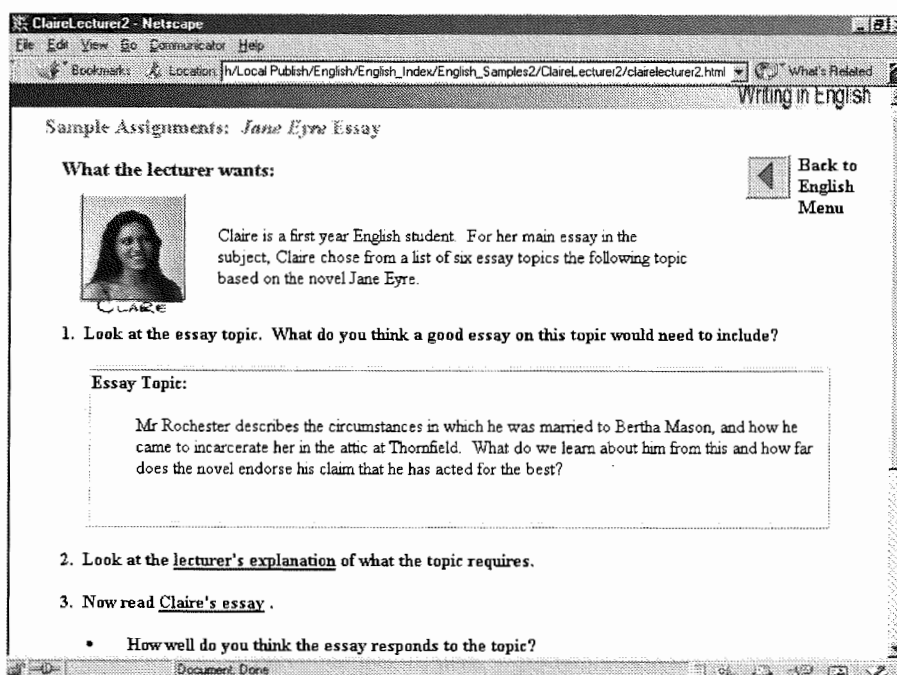 ClaireLecturer2 - Netscape
File Edit View Go Communicator Help
Bookmarks Location: h/Local Publish/English/English_Index/English_Samples2/ClaireLecturer2/clairelecturer2.html What's Related
Writing in English
Sample Assignments: Jane Eyre Essay
What the lecturer wants:
Back to
English
Menu
Claire is a first year English student. For her main essay in the
subject, Claire chose from a list of six essay topics the following topic
based on the novel Jane Eyre.
CLAIRE
1. Look at the essay topic. What do you think a good essay on this topic would need to include?
Essay Topic:
Mr Rochester describes the circumstances in which he was married to Bertha Mason, and how he
came to incarcerate her in the attic at Thornfield. What do we learn about him from this and how far
does the novel endorse his claim that he has acted for the best?
2. Look at the lecturer's explanation of what the topic requires.
3. Now read Claire's essay .
• How well do you think the essay responds to the topic?
Document: Done